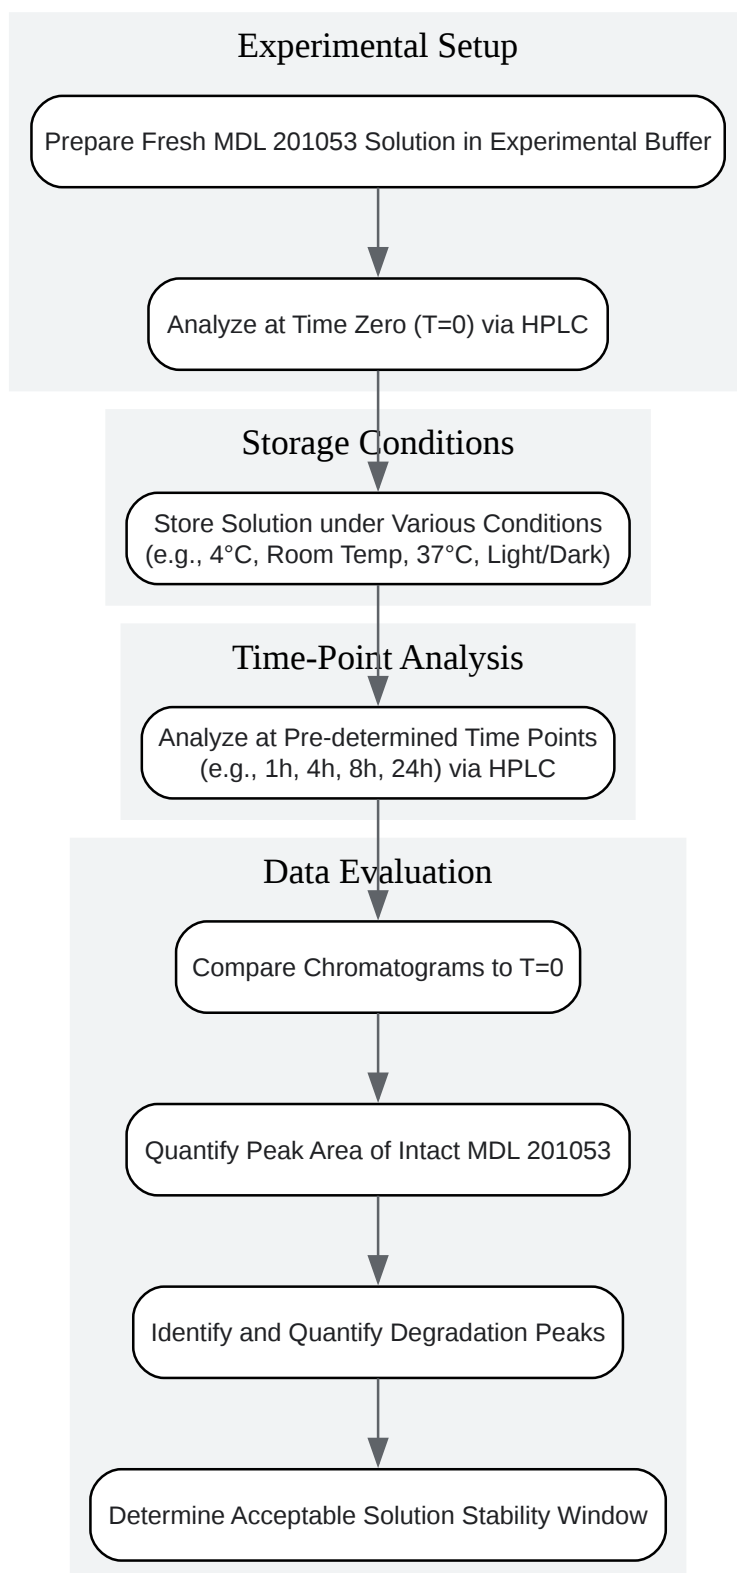 Experimental Setup
Prepare Fresh MDL 201053 Solution in Experimental Buffer
Analyze at Time Zero (T=0) via HPLC
Storage Conditions
Store Solution under Various Conditions
(e.g., 4°C, Room Temp, 37°C, Light/Dark)
Time-Point Analysis
Analyze at Pre-determined Time Points
(e.g., 1h, 4h, 8h, 24h) via HPLC
Data Evaluation
Compare Chromatograms to T=0
Quantify Peak Area of Intact MDL 201053
Identify and Quantify Degradation Peaks
Determine Acceptable Solution Stability Window